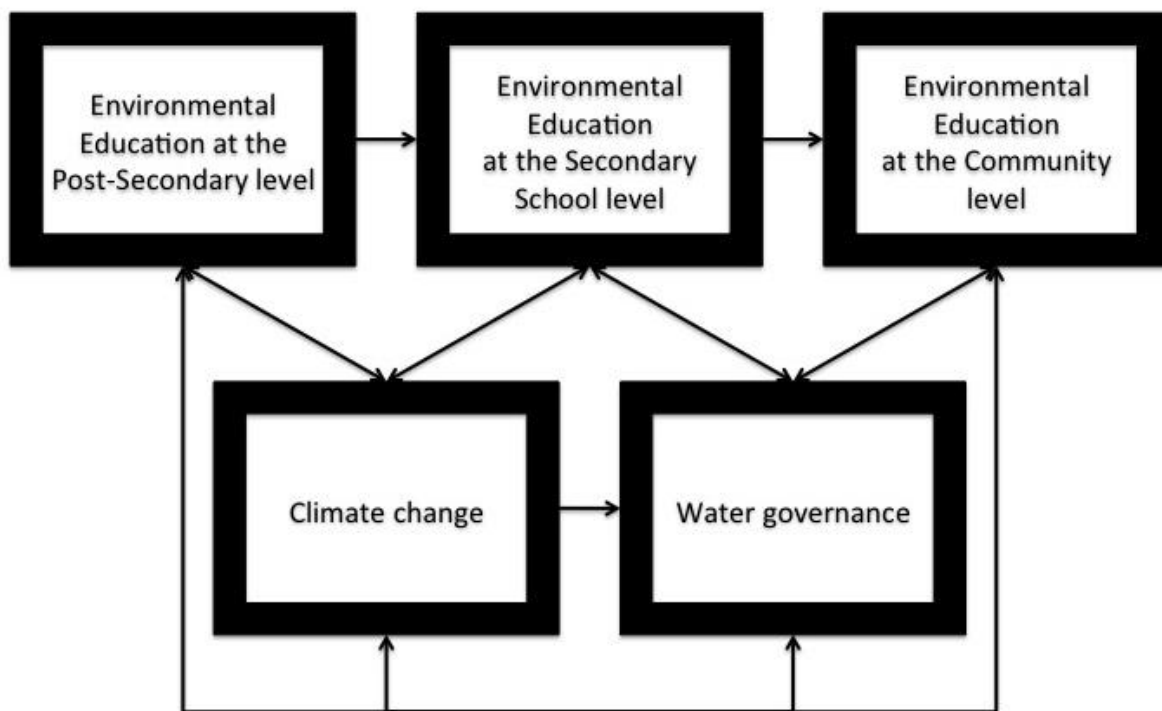 Environmental
Education at the
Post-Secondary level
Environmental
Education
at the Secondary
School level
Environmental
Education
at the Community
level
Climate change
Water governance